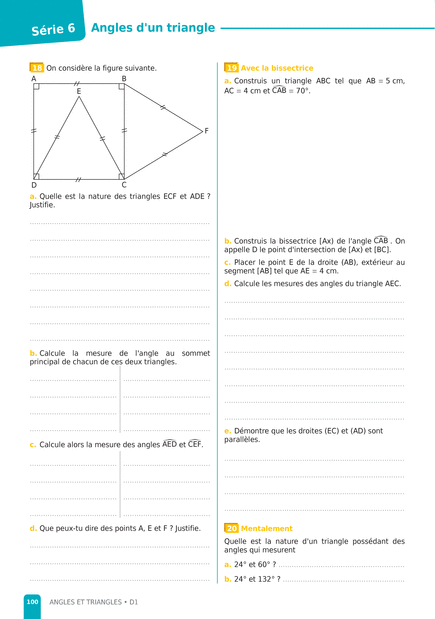 Série 6
Angles d'un triangle
18 On considère la figure suivante.
A
B
E
F
D
C
a. Quelle est la nature des triangles ECF et ADE ?
Justifie.
b. Calcule la mesure de l'angle au sommet
principal de chacun de ces deux triangles.
c. Calcule alors la mesure des angles AED et CEF.
d. Que peux-tu dire des points A, E et F ? Justifie.
19 Avec la bissectrice
a. Construis un triangle ABC tel que AB = 5 cm,
AC = 4 cm et CAB = 70°.
b. Construis la bissectrice [Ax) de l'angle CAB . On
appelle D le point d'intersection de [Ax) et [BC].
c. Placer le point E de la droite (AB), extérieur au
segment [AB] tel que AE = 4 cm.
d. Calcule les mesures des angles du triangle AEC.
e. Démontre que les droites (EC) et (AD) sont
parallèles.
20 Mentalement
Quelle est la nature d'un triangle possédant des
angles qui mesurent
a. 24° et 60° ?
b. 24° et 132° ?
100 ANGLES ET TRIANGLES • D1